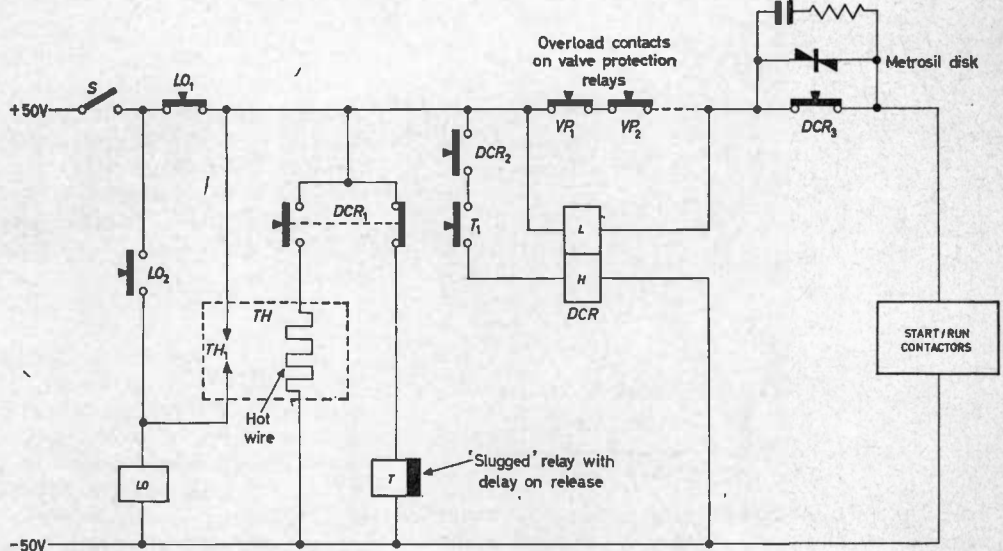 Overload contacts
on valve protection
relays
Metrosil disk
S
LO₁
+50V
VP₁
VP₂
DCR₃
DCR₂
DCR₁
T₁
L
H
DCR
LO₂
TH
TH₁
START/RUN
CONTACTORS
Hot
wire
LO
T
'Slugged' relay with
delay on release
−50V